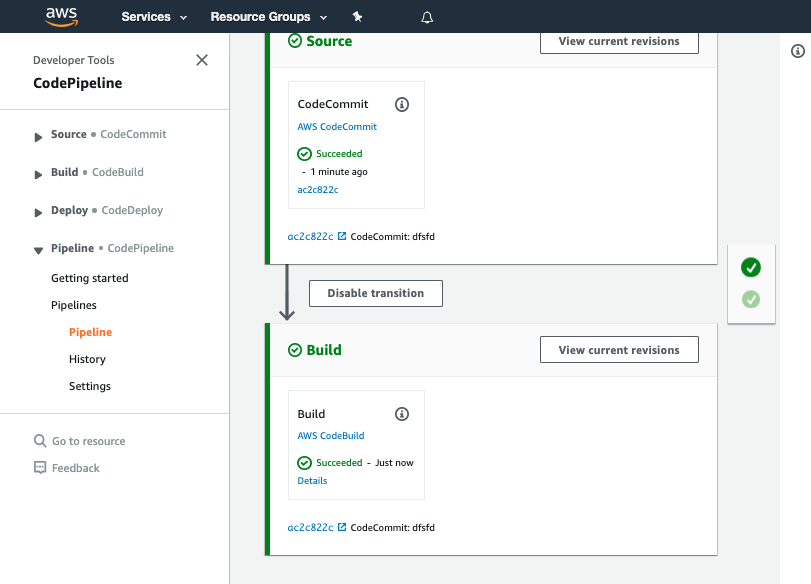 aws
Services
Resource Groups
Developer Tools
CodePipeline
Source • CodeCommit
Build • CodeBuild
Deploy • CodeDeploy
Pipeline • CodePipeline
Getting started
Pipelines
Pipeline
History
Settings
Go to resource
Feedback
Source
View current revisions
CodeCommit
AWS CodeCommit
Succeeded
- 1 minute ago
ac2c822c
ac2c822c CodeCommit: dfsfd
Disable transition
Build
View current revisions
Build
AWS CodeBuild
Succeeded - Just now
Details
ac2c822c CodeCommit: dfsfd